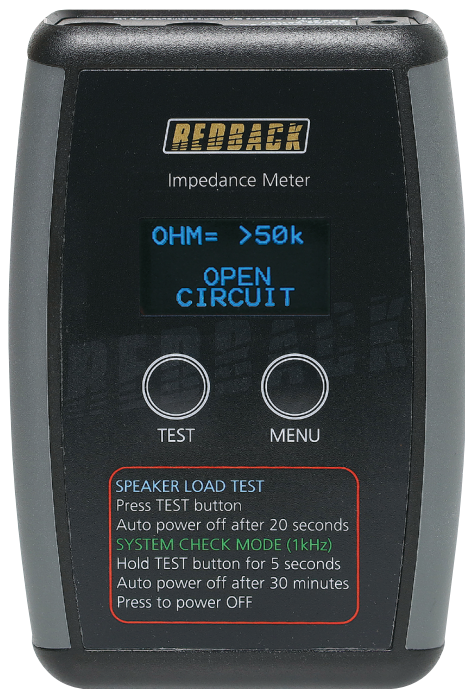 REDBACK
Impedance Meter
OHM= >50k
OPEN
CIRCUIT
REDBACK
TEST MENU
SPEAKER LOAD TEST
Press TEST button
Auto power off after 20 seconds
SYSTEM CHECK MODE (1kHz)
Hold TEST button for 5 seconds
Auto power off after 30 minutes
Press to power OFF